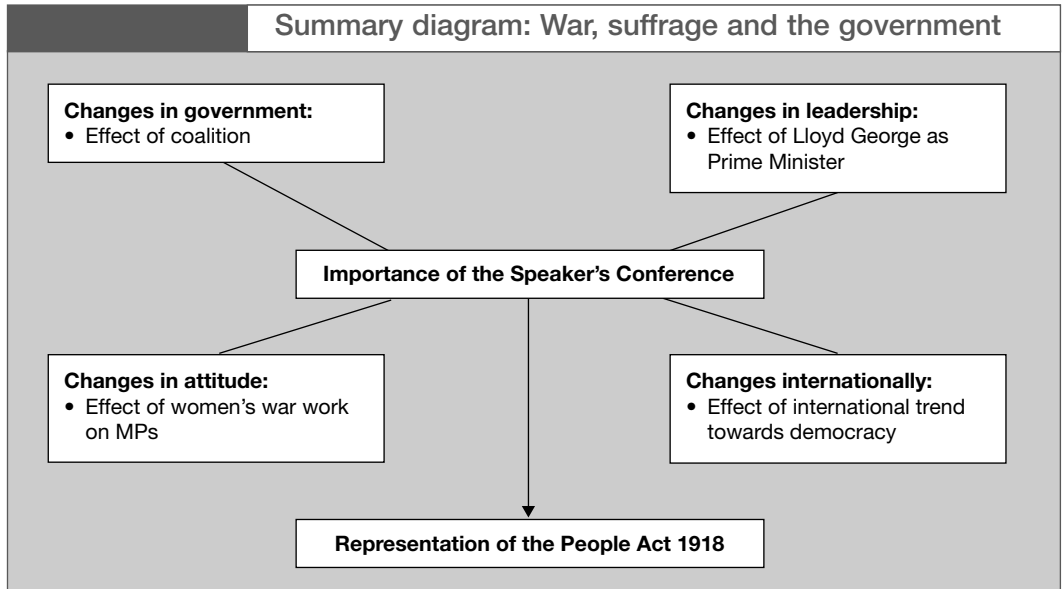 Summary diagram: War, suffrage and the government
Changes in government:
• Effect of coalition
Changes in leadership:
• Effect of Lloyd George as
Prime Minister
Importance of the Speaker’s Conference
Changes in attitude:
• Effect of women’s war work
on MPs
Changes internationally:
• Effect of international trend
towards democracy
Representation of the People Act 1918